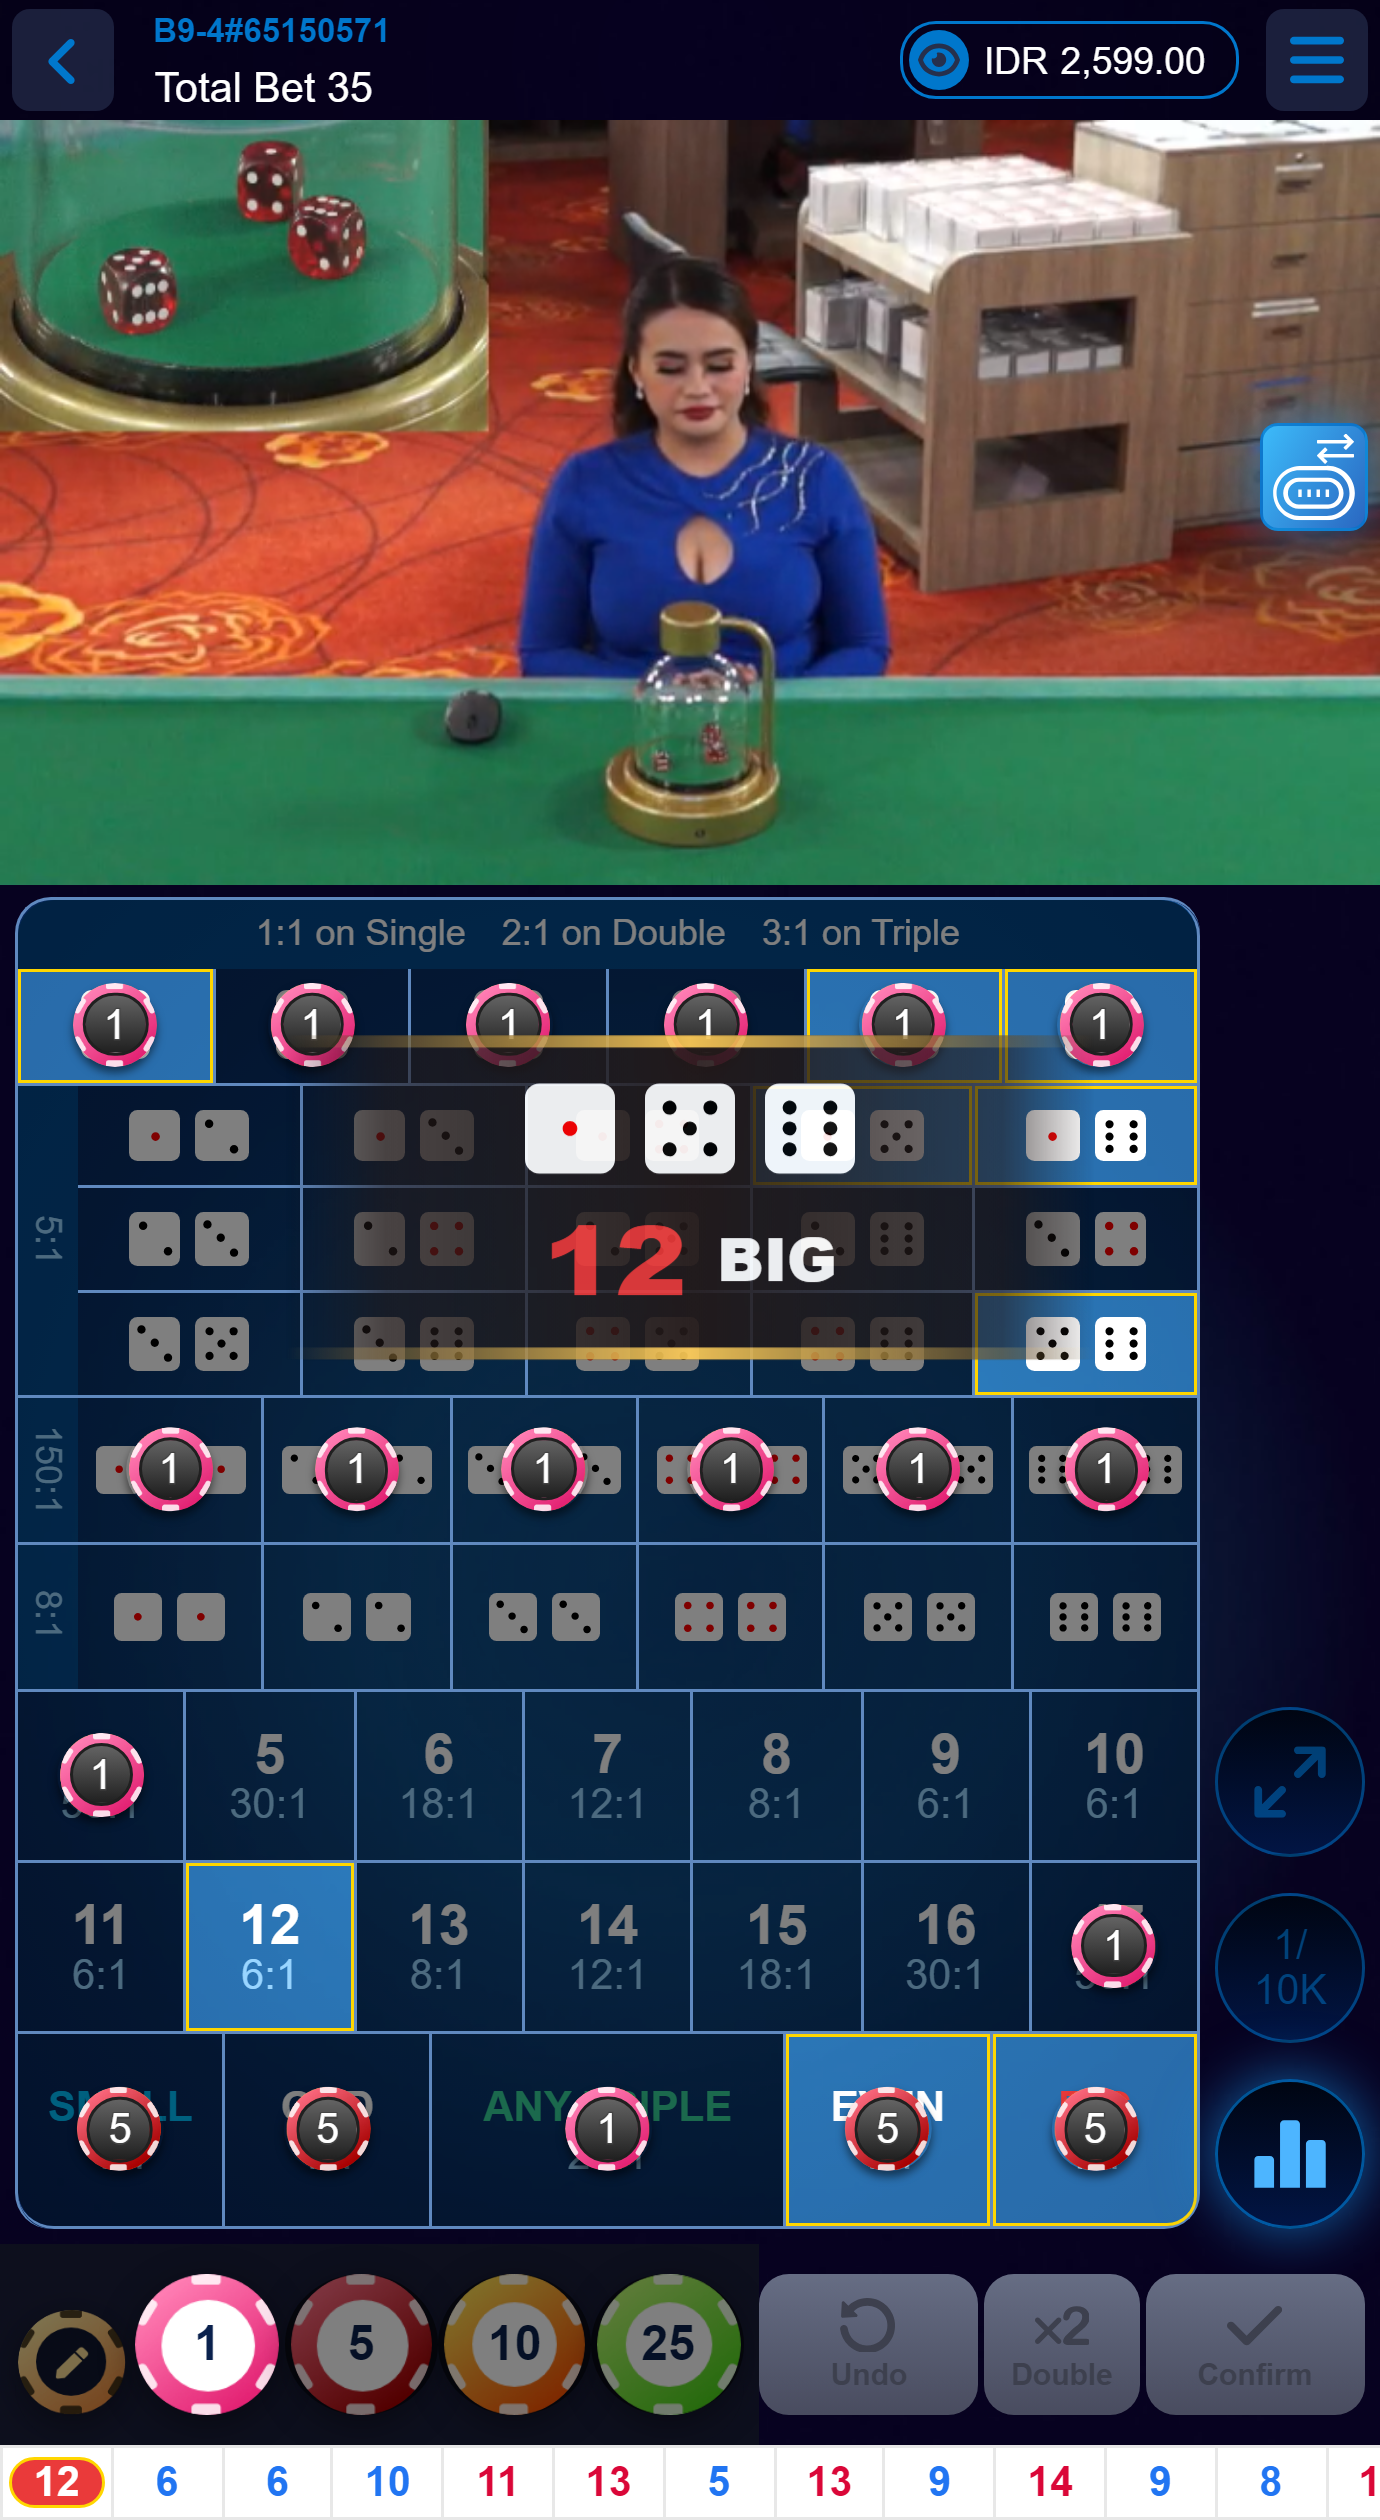 B9-4#65150571
Total Bet 35
IDR 2,599.00
1:1 on Single 2:1 on Double 3:1 on Triple
1 1 1 1 1 1
12 BIG
5:1
150:1
1 1 1 1 1 1
8:1
1 5 6 7 8 9 10
30:1 18:1 12:1 8:1 6:1 6:1
11 12 13 14 15 16 1
6:1 6:1 8:1 12:1 18:1 30:1
1/
10K
5 5 1 5 5
1 5 10 25
x2
Undo Double Confirm
12 6 6 10 11 13 5 13 9 14 9 8 1